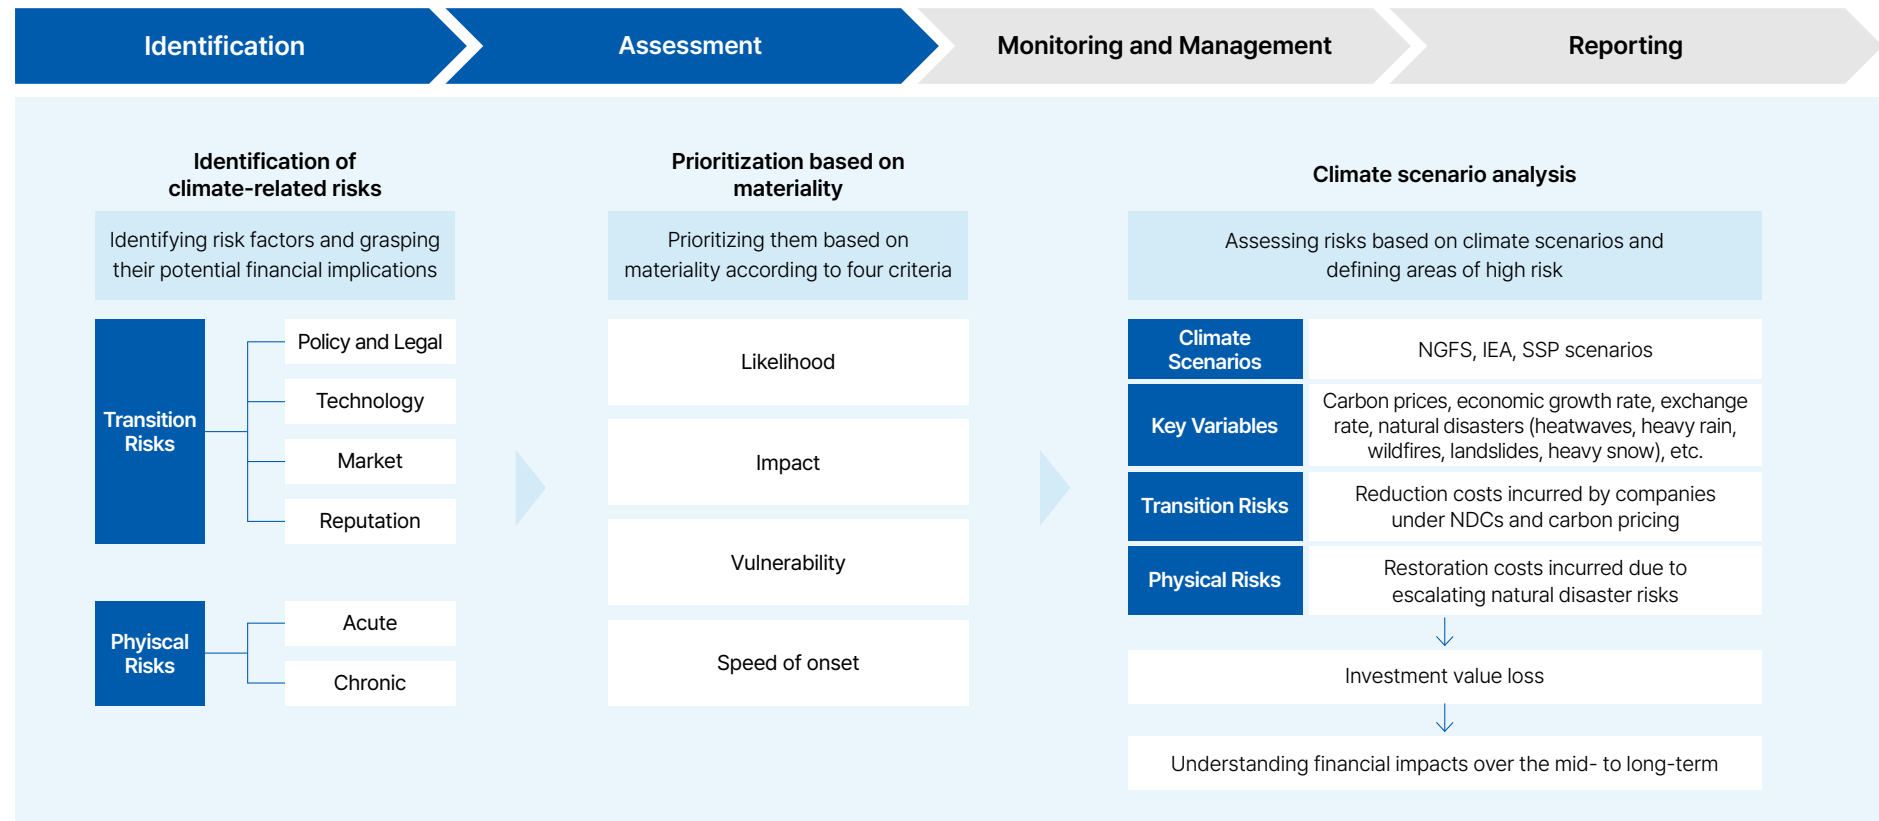 Identification
Assessment
Monitoring and Management
Reporting
Identification of
climate-related risks
Identifying risk factors and grasping
their potential financial implications
Transition
Risks
Policy and Legal
Technology
Market
Reputation
Phyiscal
Risks
Acute
Chronic
Prioritization based on
materiality
Prioritizing them based on
materiality according to four criteria
Likelihood
Impact
Vulnerability
Speed of onset
Climate scenario analysis
Assessing risks based on climate scenarios and
defining areas of high risk
Climate
Scenarios
NGFS, IEA, SSP scenarios
Key Variables
Carbon prices, economic growth rate, exchange
rate, natural disasters (heatwaves, heavy rain,
wildfires, landslides, heavy snow), etc.
Transition Risks
Reduction costs incurred by companies
under NDCs and carbon pricing
Physical Risks
Restoration costs incurred due to
escalating natural disaster risks
Investment value loss
Understanding financial impacts over the mid- to long-term